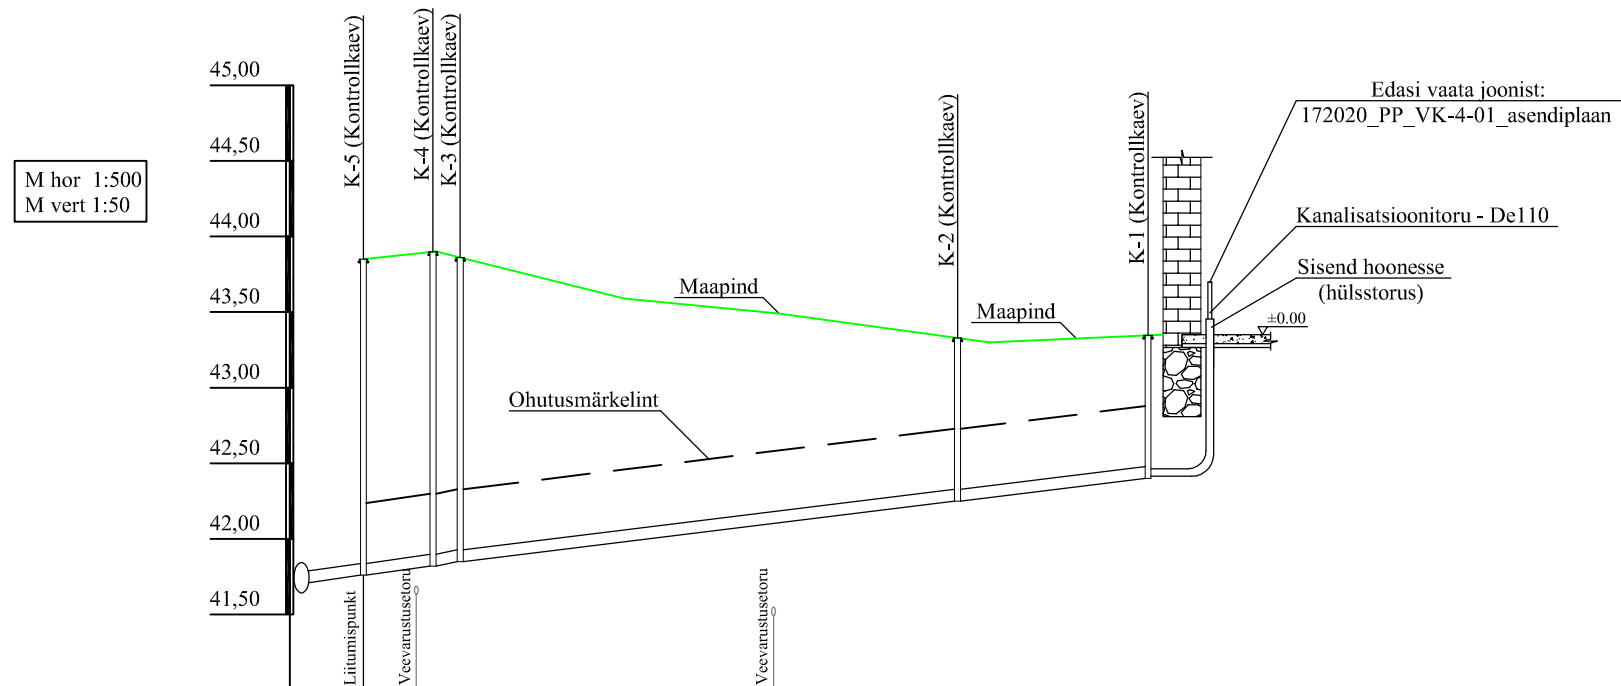 45,00
44,50
44,00
43,50
43,00
42,50
42,00
41,50
M hor 1:500
M vert 1:50
K-5 (Kontrollkaev)
K-4 (Kontrollkaev)
K-3 (Kontrollkaev)
K-2 (Kontrollkaev)
K-1 (Kontrollkaev)
Edasi vaata joonist:
172020_PP_VK-4-01_asendiplaan
Kanalisatsioonitoru - De110
Sisend hoonesse
(hülsstorus)
±0.00
Maapind
Maapind
Ohutusmärkelint
Liitumispunkt
Veevarustusetoru
Veevarustusetoru